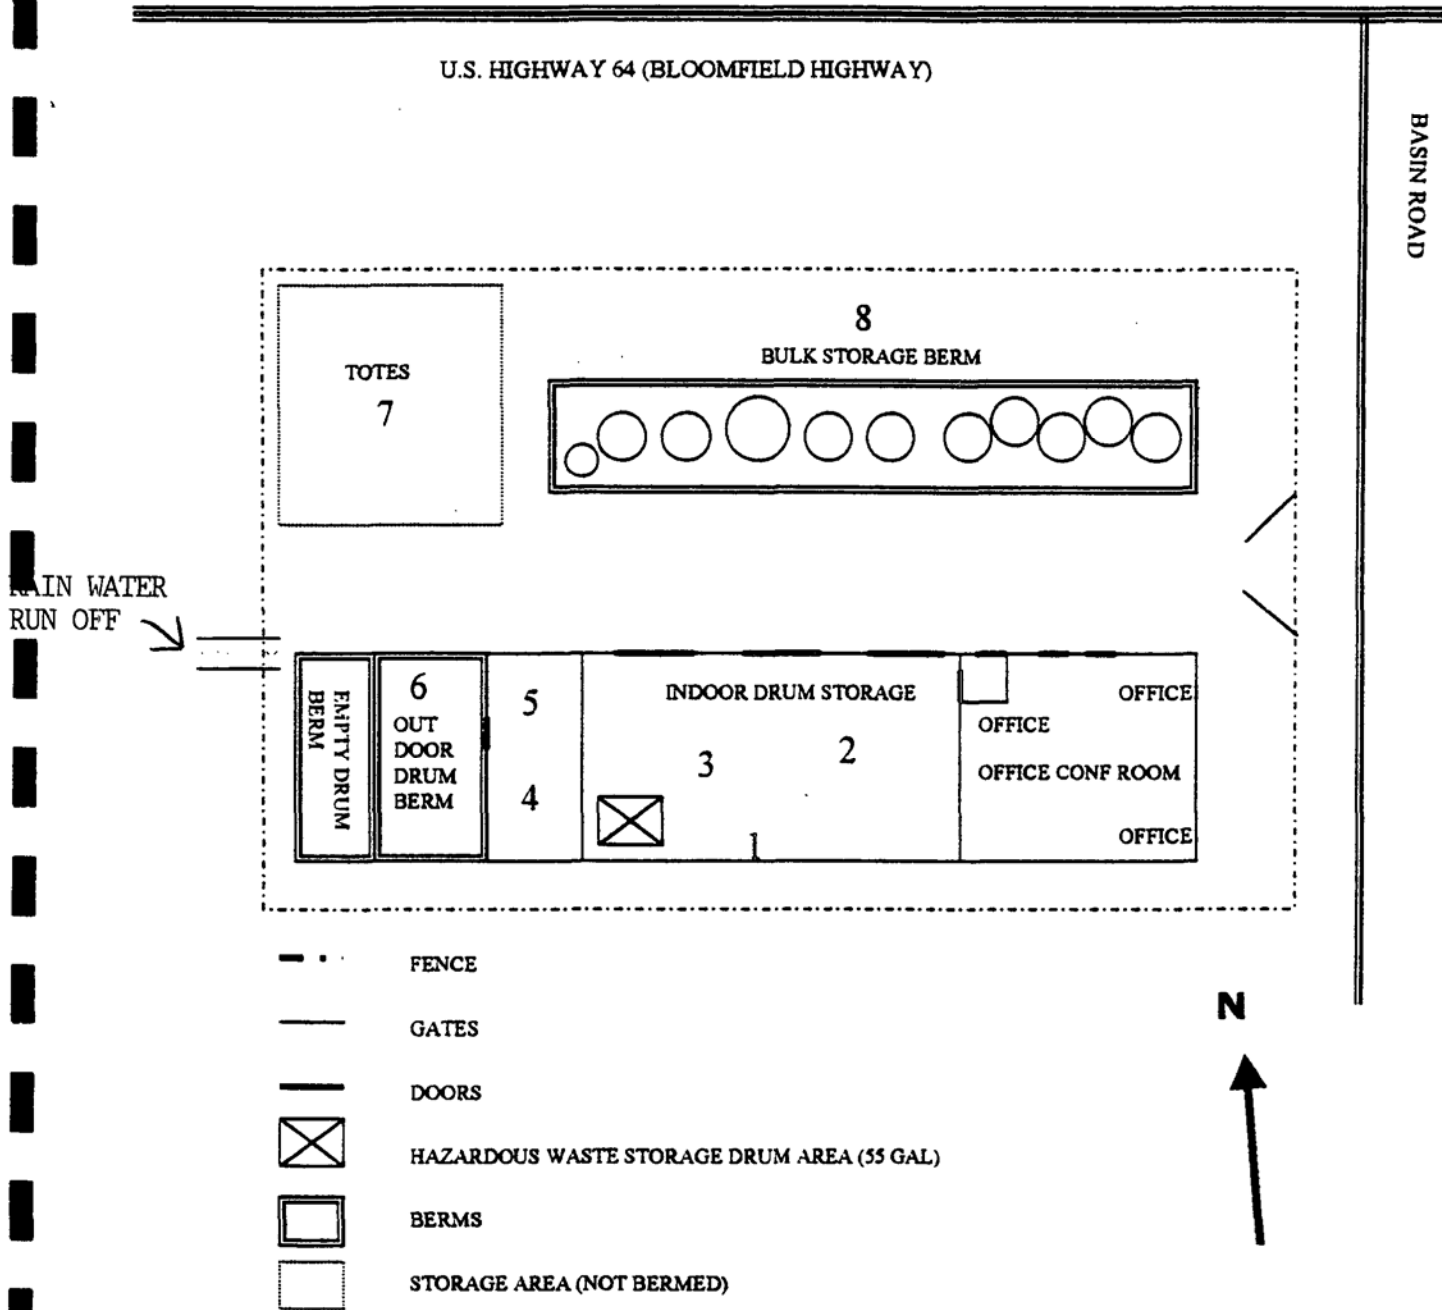 U.S. HIGHWAY 64 (BLOOMFIELD HIGHWAY)
BASIN ROAD
8
BULK STORAGE BERM
TOTES
7
RAIN WATER
RUN OFF
EMPTY DRUM
BERM
6
OUT
DOOR
DRUM
BERM
5
4
INDOOR DRUM STORAGE
3
2
1
OFFICE
OFFICE
OFFICE CONF ROOM
OFFICE
FENCE
GATES
DOORS
HAZARDOUS WASTE STORAGE DRUM AREA (55 GAL)
BERMS
STORAGE AREA (NOT BERMED)
N